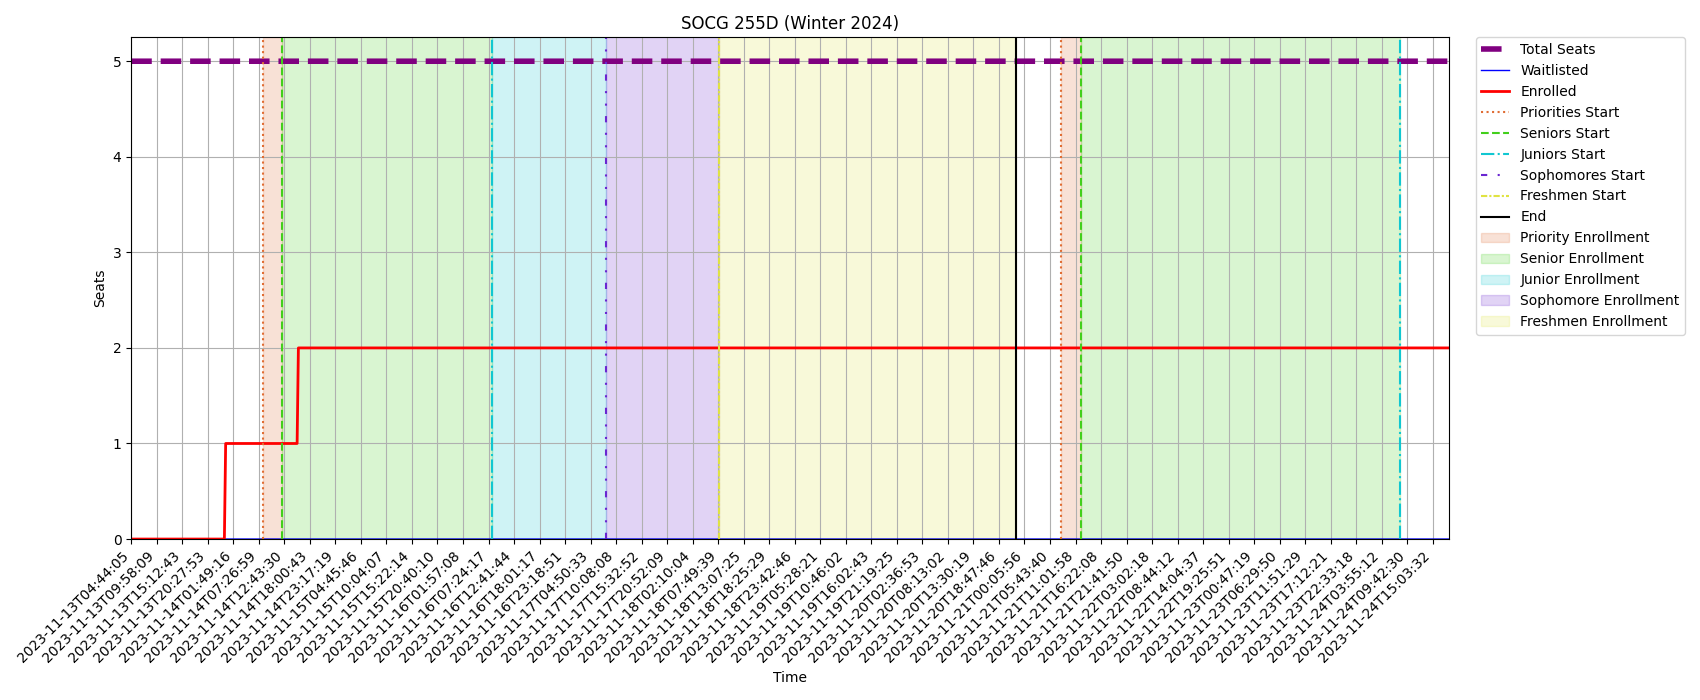 SOCG 255D (Winter 2024)
Seats
5
4
3
2
1
0
2023-11-13T04:44:05
2023-11-13T09:58:09
2023-11-13T15:12:43
2023-11-13T20:27:53
2023-11-14T01:49:16
2023-11-14T07:26:59
2023-11-14T12:43:30
2023-11-14T18:00:43
2023-11-14T23:17:19
2023-11-15T04:45:46
2023-11-15T10:04:07
2023-11-15T15:22:14
2023-11-15T20:40:10
2023-11-16T01:57:08
2023-11-16T07:24:17
2023-11-16T12:41:44
2023-11-16T18:01:17
2023-11-16T23:18:51
2023-11-17T04:50:33
2023-11-17T10:08:08
2023-11-17T15:32:52
2023-11-17T20:52:09
2023-11-18T02:10:04
2023-11-18T07:49:39
2023-11-18T13:07:25
2023-11-18T18:25:29
2023-11-18T23:42:46
2023-11-19T05:28:21
2023-11-19T10:46:02
2023-11-19T16:02:43
2023-11-19T21:19:25
2023-11-20T02:36:53
2023-11-20T08:13:02
2023-11-20T13:30:19
2023-11-20T18:47:46
2023-11-21T00:05:56
2023-11-21T05:43:40
2023-11-21T11:01:58
2023-11-21T16:22:08
2023-11-21T21:41:50
2023-11-22T03:02:18
2023-11-22T08:44:12
2023-11-22T14:04:37
2023-11-22T19:25:51
2023-11-23T00:47:19
2023-11-23T06:29:50
2023-11-23T11:51:29
2023-11-23T17:12:21
2023-11-23T22:33:18
2023-11-24T03:55:12
2023-11-24T09:42:30
2023-11-24T15:03:32
Time
Total Seats
Waitlisted
Enrolled
Priorities Start
Seniors Start
Juniors Start
Sophomores Start
Freshmen Start
End
Priority Enrollment
Senior Enrollment
Junior Enrollment
Sophomore Enrollment
Freshmen Enrollment